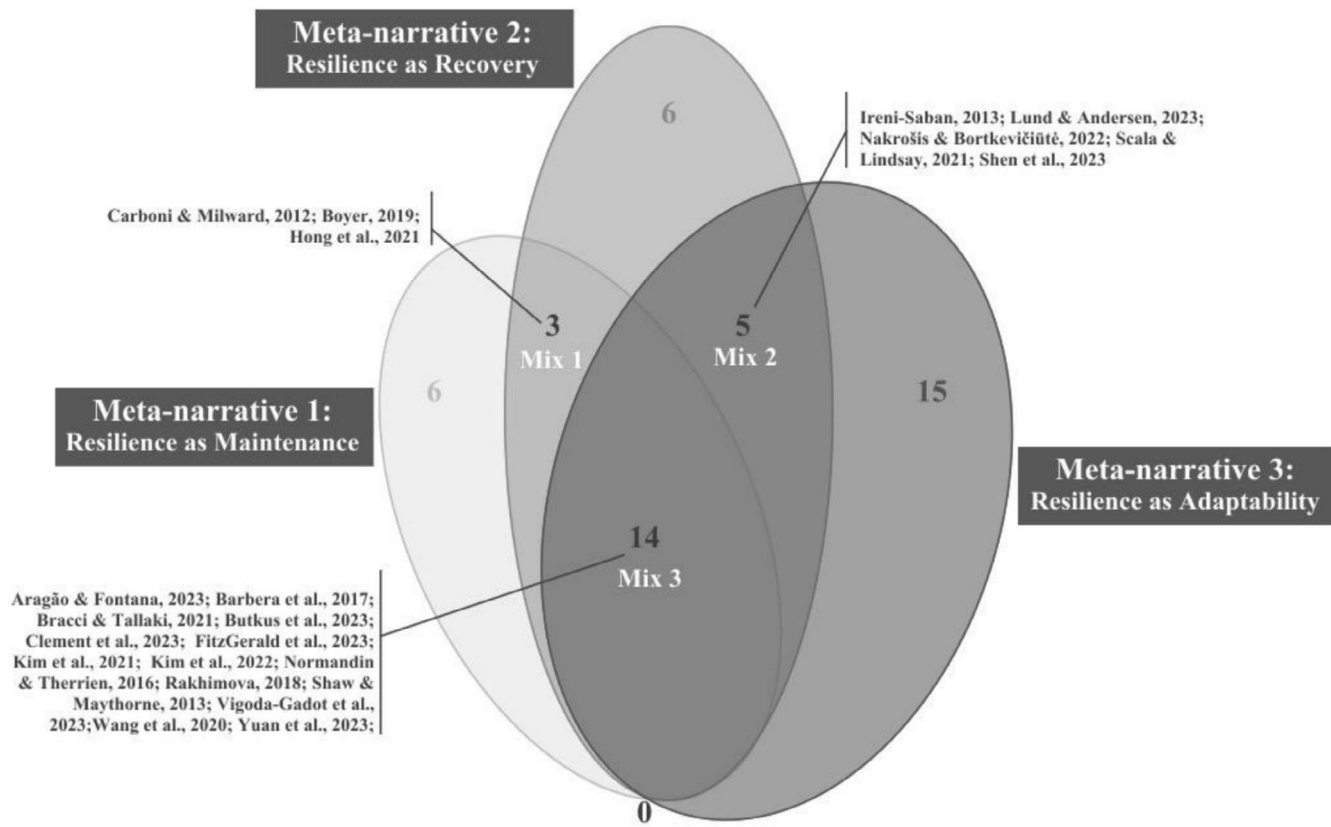 Meta-narrative 2:
Resilience as Recovery
6
Ireni-Saban, 2013; Lund & Andersen, 2023;
Nakrošis & Bortkevičiūtė, 2022; Scala &
Lindsay, 2021; Shen et al., 2023
Carboni & Milward, 2012; Boyer, 2019;
Hong et al., 2021
3
Mix 1
5
Mix 2
6
15
Meta-narrative 1:
Resilience as Maintenance
Meta-narrative 3:
Resilience as Adaptability
14
Mix 3
Aragão & Fontana, 2023; Barbera et al., 2017;
Bracci & Tallaki, 2021; Butkus et al., 2023;
Clement et al., 2023; FitzGerald et al., 2023;
Kim et al., 2021; Kim et al., 2022; Normandin
& Therrien, 2016; Rakhimova, 2018; Shaw &
Maythorne, 2013; Vigoda-Gadot et al.,
2023;Wang et al., 2020; Yuan et al., 2023;
0